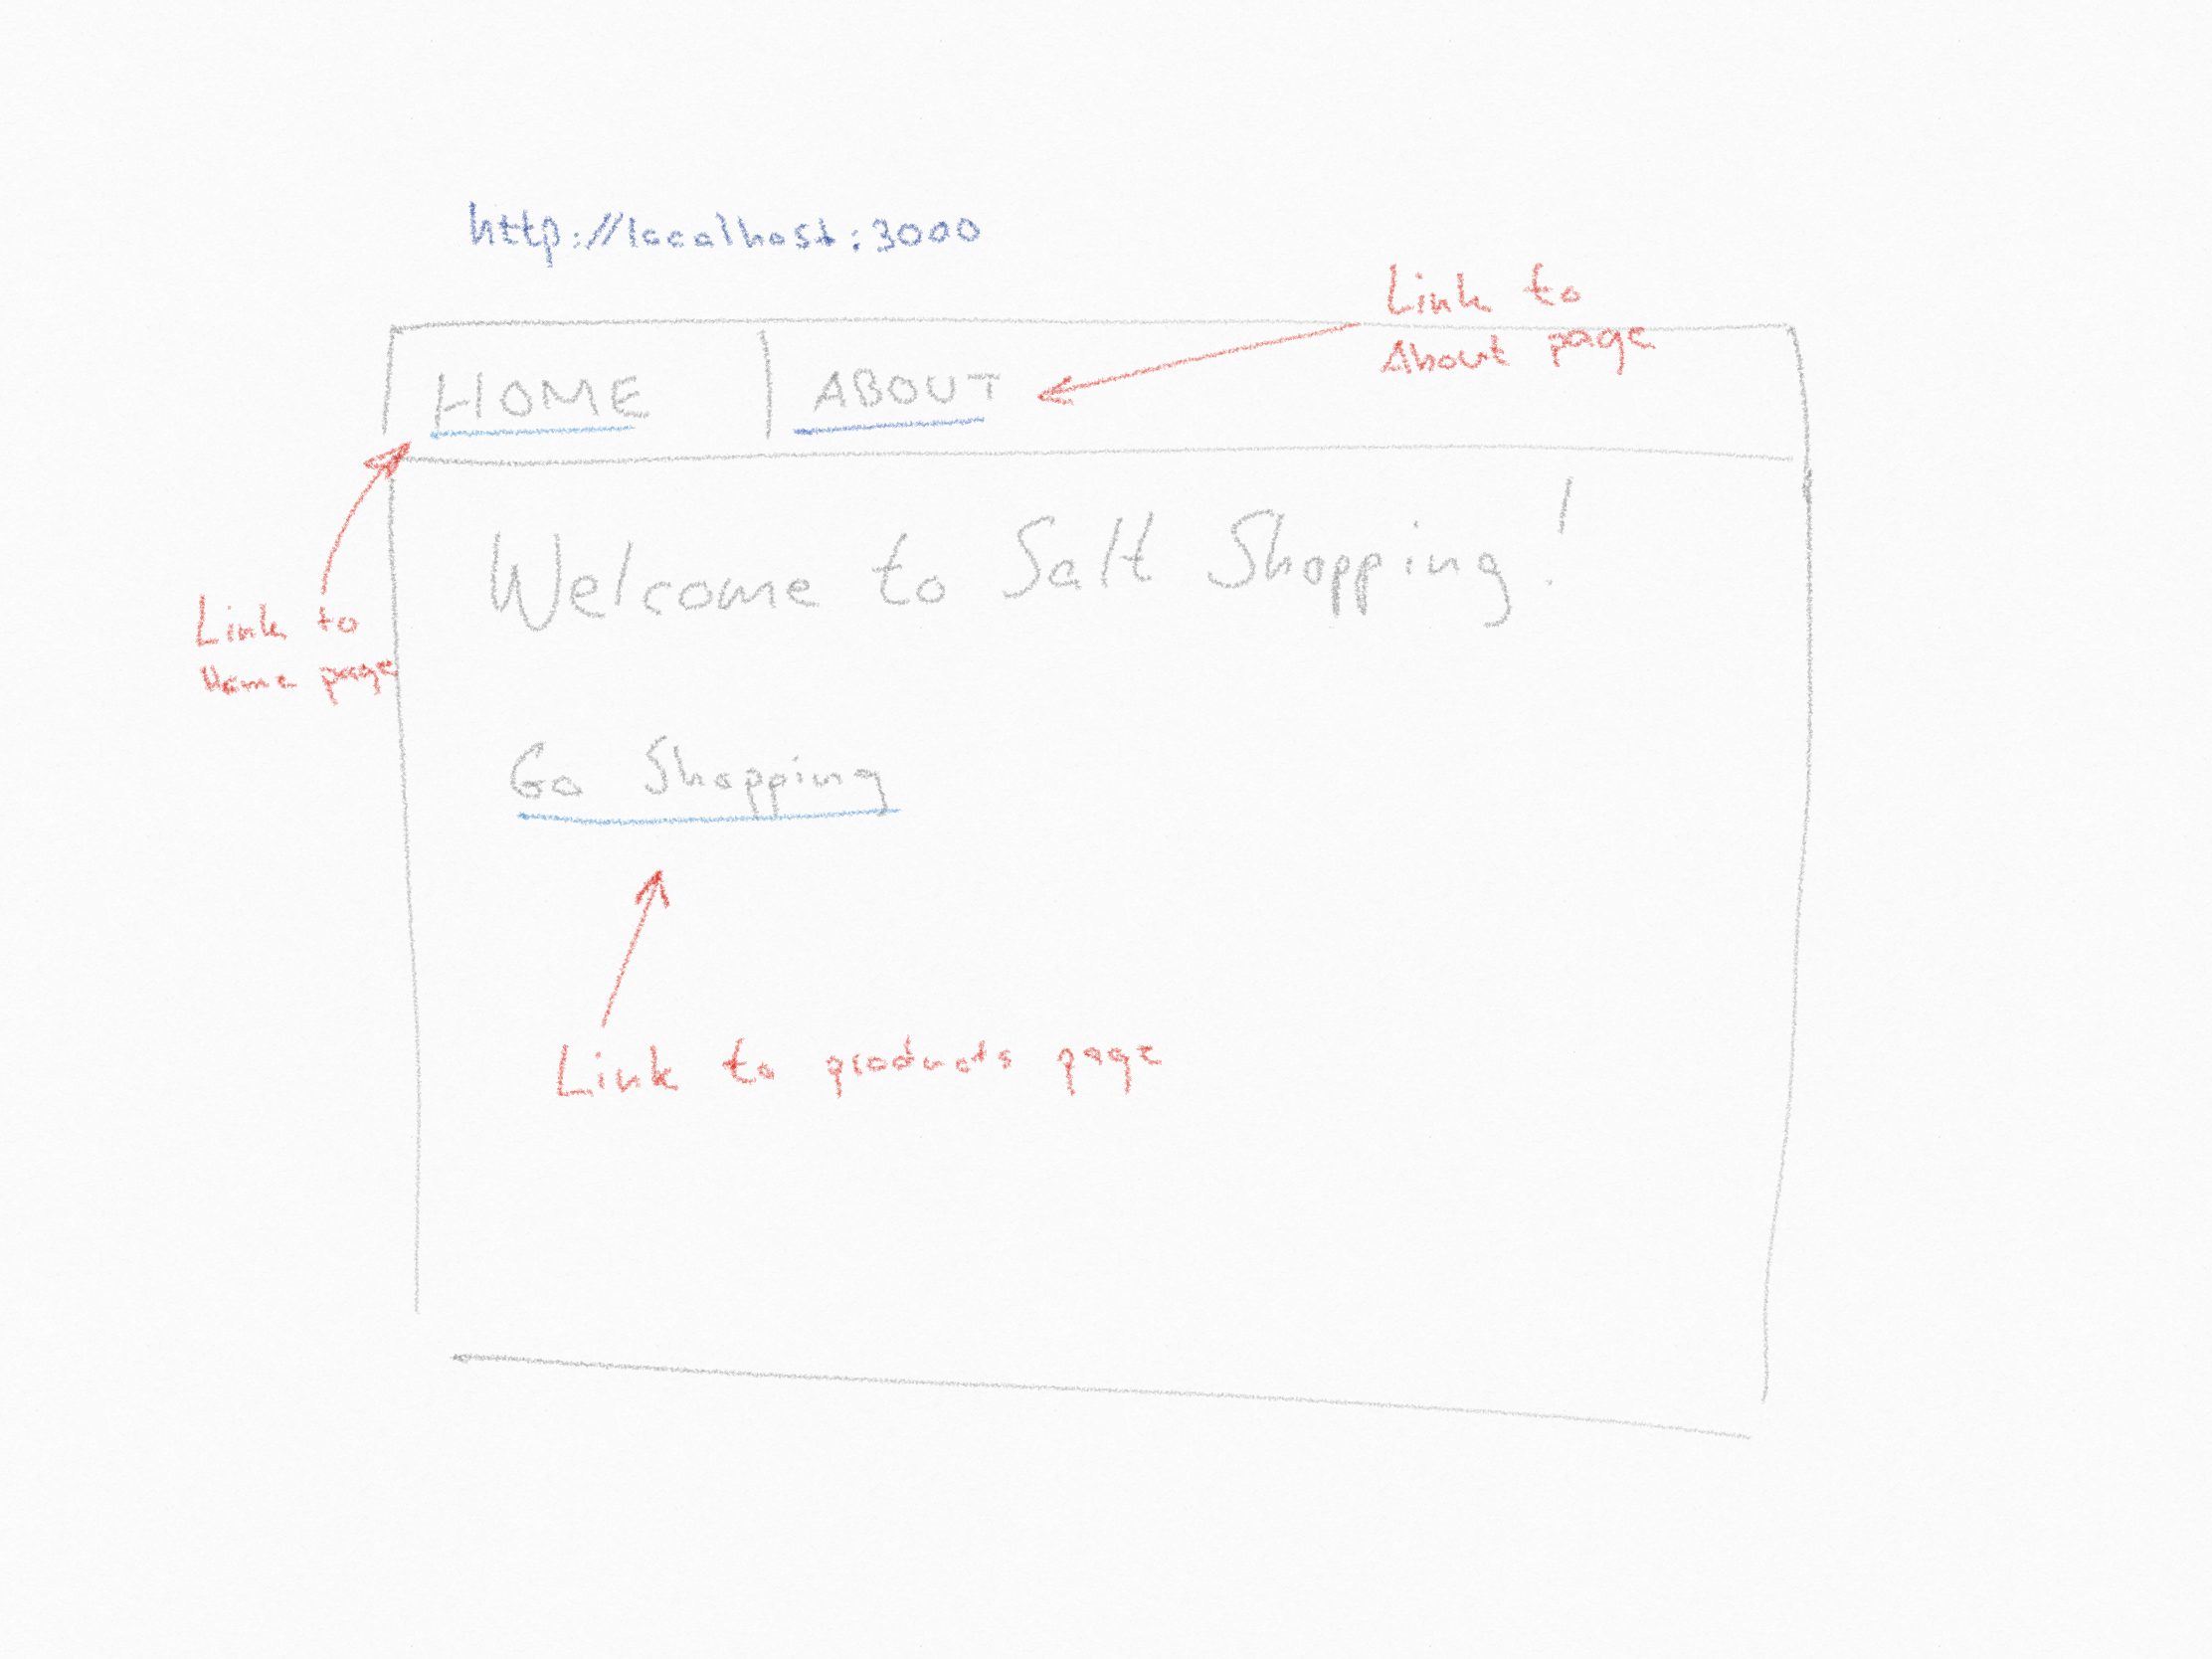 http://localhost:3000
Link to
About page
HOME ABOUT
Welcome to Salt Shopping!
Link to
Home page
Go Shopping
Link to products page